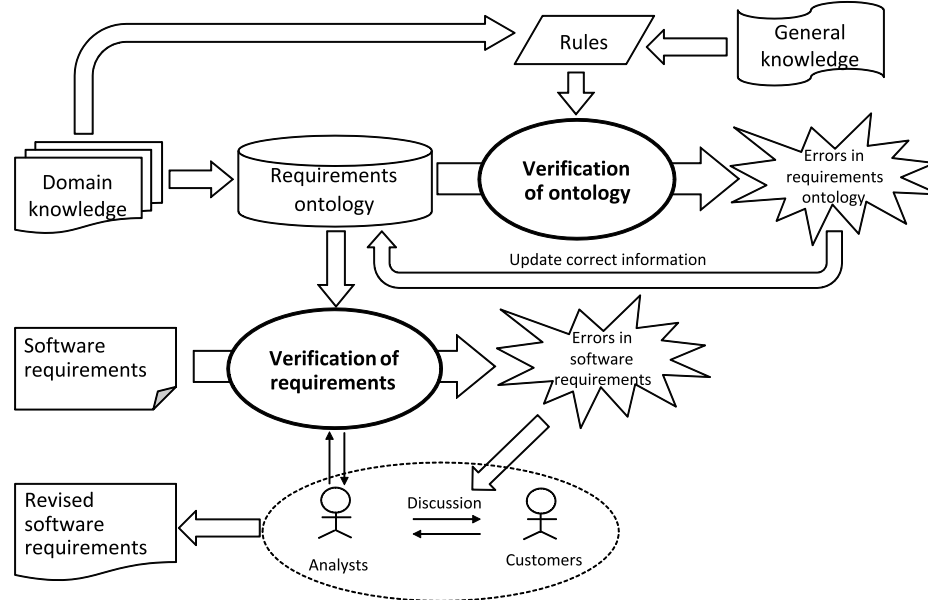 Rules
General
knowledge
Domain
knowledge
Requirements
ontology
Verification
of ontology
Errors in
requirements
ontology
Update correct information
Software
requirements
Verification of
requirements
Errors in
software
requirements
Revised
software
requirements
Discussion
Analysts
Customers